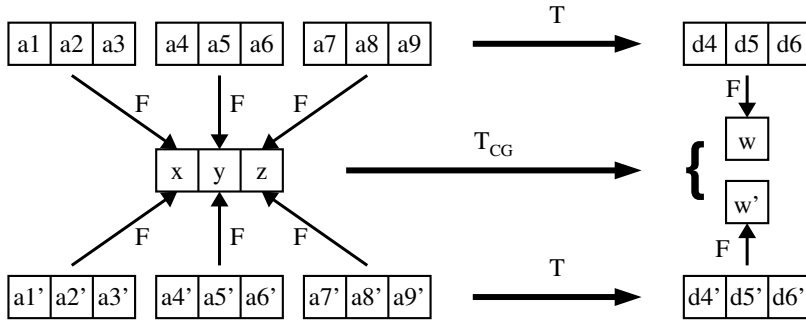 T
a1 a2 a3 a4 a5 a6 a7 a8 a9 d4 d5 d6
F F F F
w
T_CG
x y z {
w'
F F F F
T
a1' a2' a3' a4' a5' a6' a7' a8' a9' d4' d5' d6'